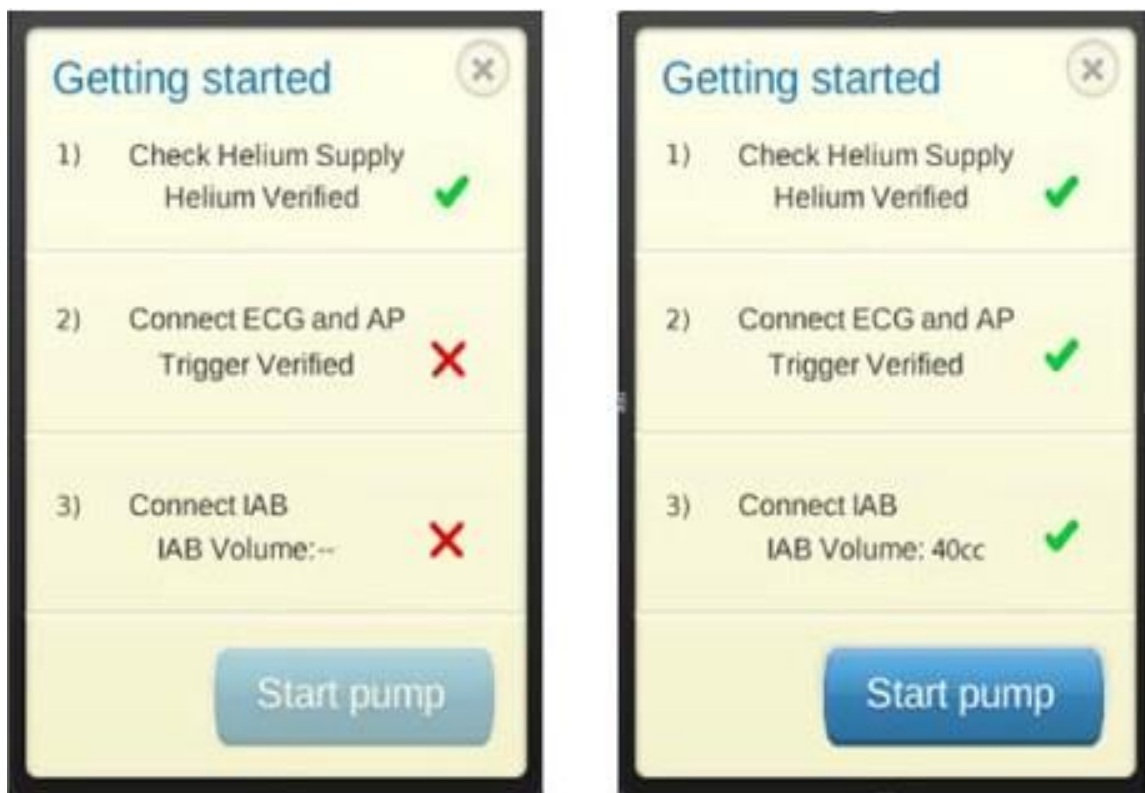 Getting started
1) Check Helium Supply
Helium Verified
2) Connect ECG and AP
Trigger Verified
3) Connect IAB
IAB Volume:--
Start pump
Getting started
1) Check Helium Supply
Helium Verified
2) Connect ECG and AP
Trigger Verified
3) Connect IAB
IAB Volume: 40cc
Start pump